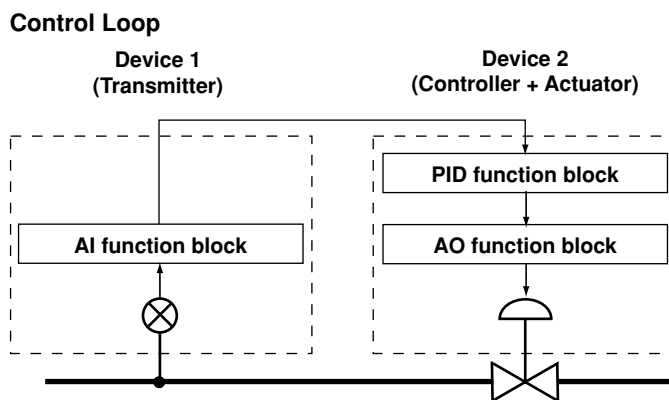 Control Loop
Device 1
(Transmitter)
Device 2
(Controller + Actuator)
PID function block
AI function block
AO function block